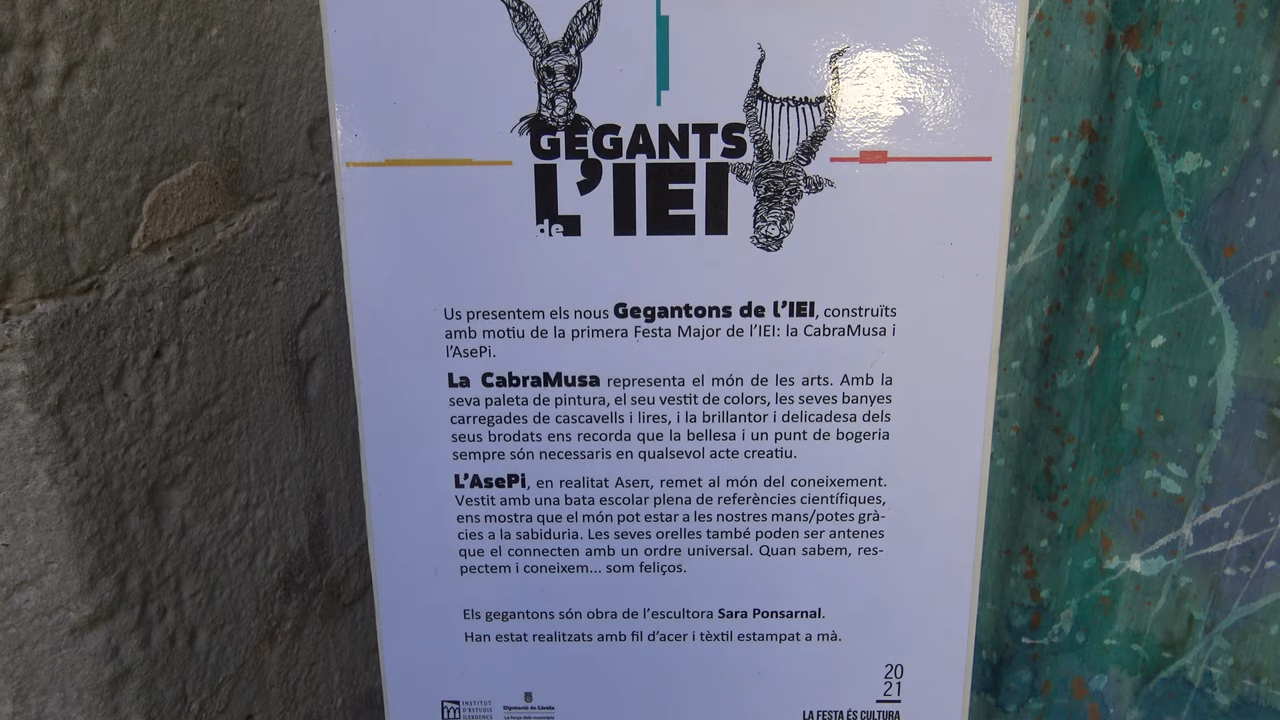 GEGANTS
de L'IEI
Us presentem els nous Gegantons de l'IEI, construïts
amb motiu de la primera Festa Major de l'IEI: la CabraMusa i
l'AsePi.
La CabraMusa representa el món de les arts. Amb la
seva paleta de pintura, el seu vestit de colors, les seves banyes
carregades de cascavells i lires, i la brillantor i delicadesa dels
seus brodats ens recorda que la bellesa i un punt de bogeria
sempre són necessaris en qualsevol acte creatiu.
L'AsePi, en realitat Aseπ, remet al món del coneixement.
Vestit amb una bata escolar plena de referències científiques,
ens mostra que el món pot estar a les nostres mans/potes grà-
cies a la sabiduria. Les seves orelles també poden ser antenes
que el connecten amb un ordre universal. Quan sabem, res-
pectem i coneixem... som feliços.
Els gegantons són obra de l'escultora Sara Ponsarnal.
Han estat realitzats amb fil d'acer i tèxtil estampat a mà.
20
21
LA FESTA ÉS CULTURA
INSTITUT
D'ESTUDIS
ILERDENCS
Diputació de Lleida
La força dels municipis